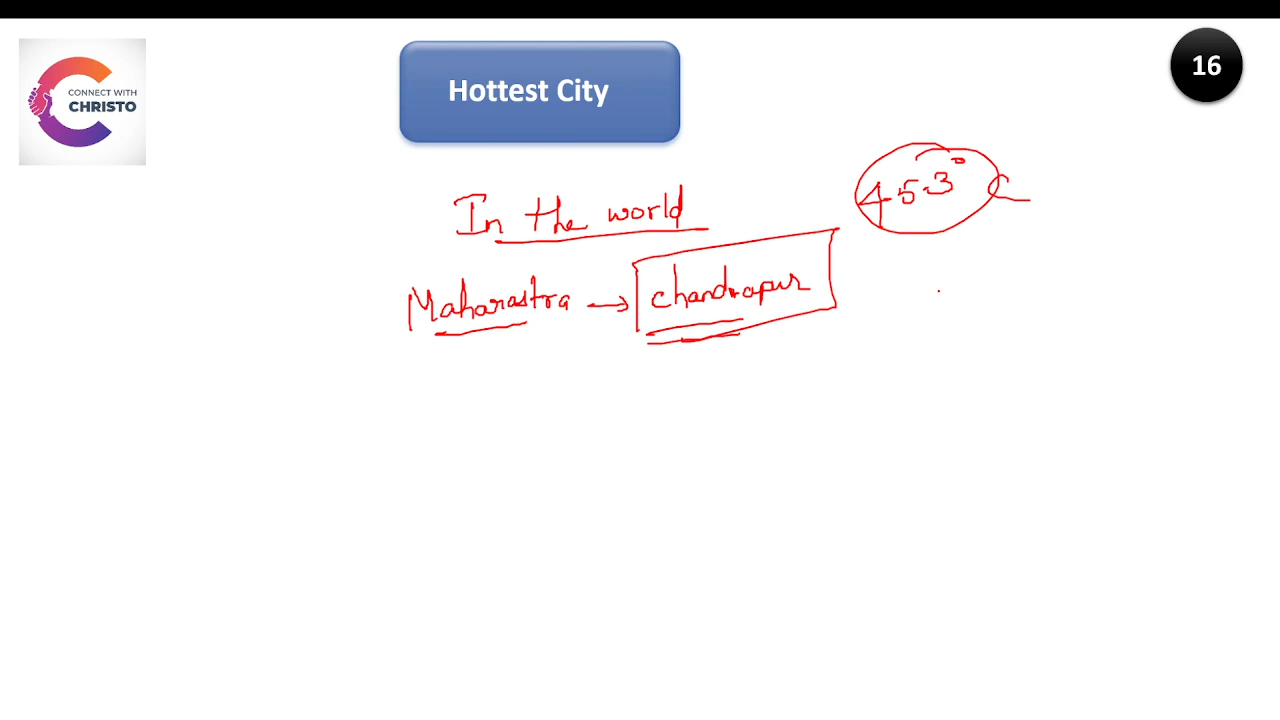 CONNECT WITH
CHRISTO
Hottest City
16
45.3° C
In the world
Maharastra → chandrapur